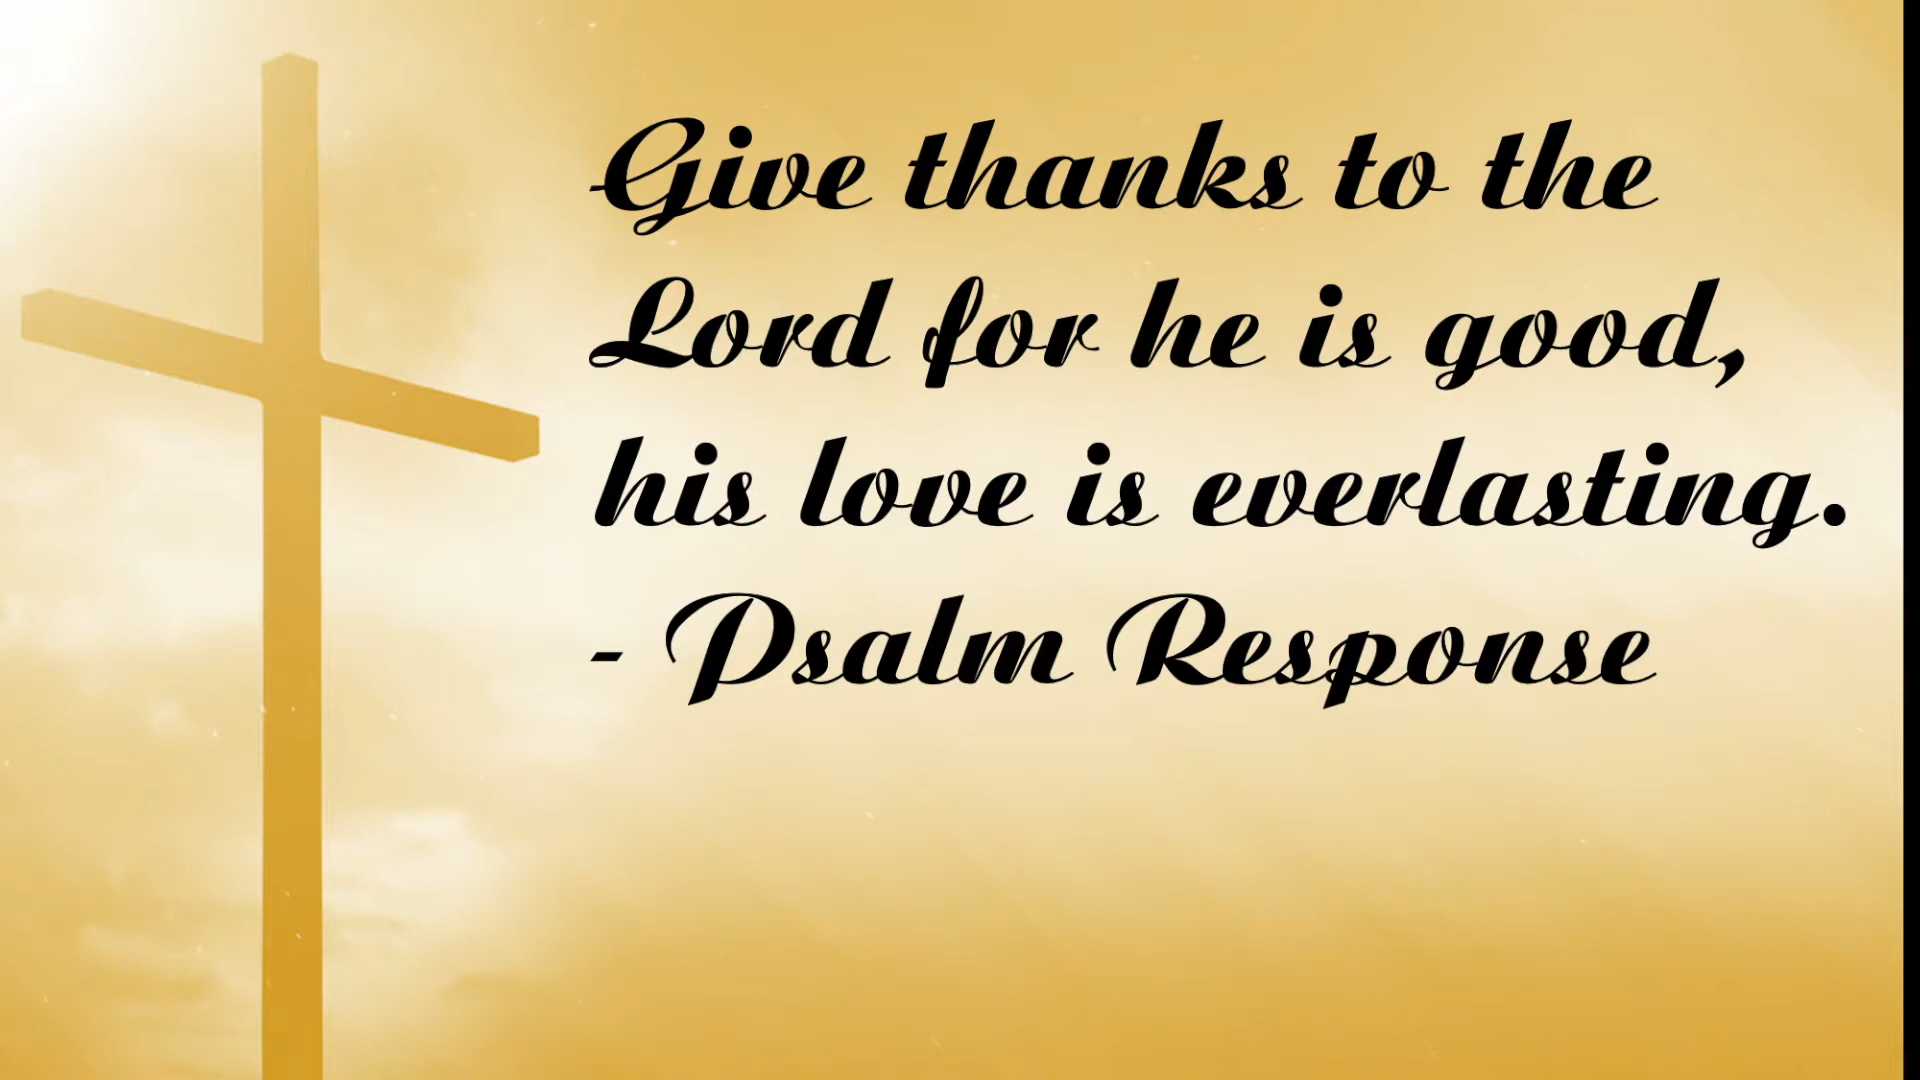 Give thanks to the
Lord for he is good,
his love is everlasting.
- Psalm Response